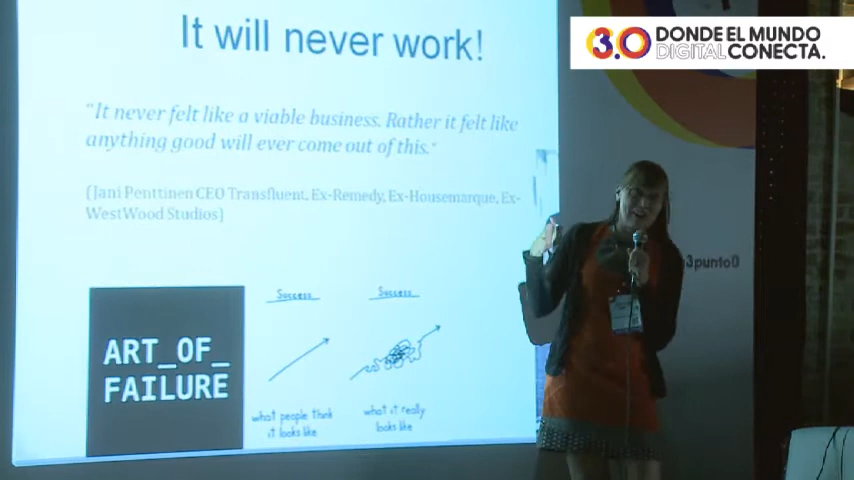 It will never work!
3.0 DONDE EL MUNDO
DIGITAL CONECTA.
"It never felt like a viable business. Rather it felt like
anything good will ever come out of this."
(Jani Penttinen CEO Transfluent, Ex-Remedy, Ex-Housemarque, Ex-
WestWood Studios)
3punto0
Success
Success
ART_OF_
FAILURE
what people think
it looks like
what it really
looks like